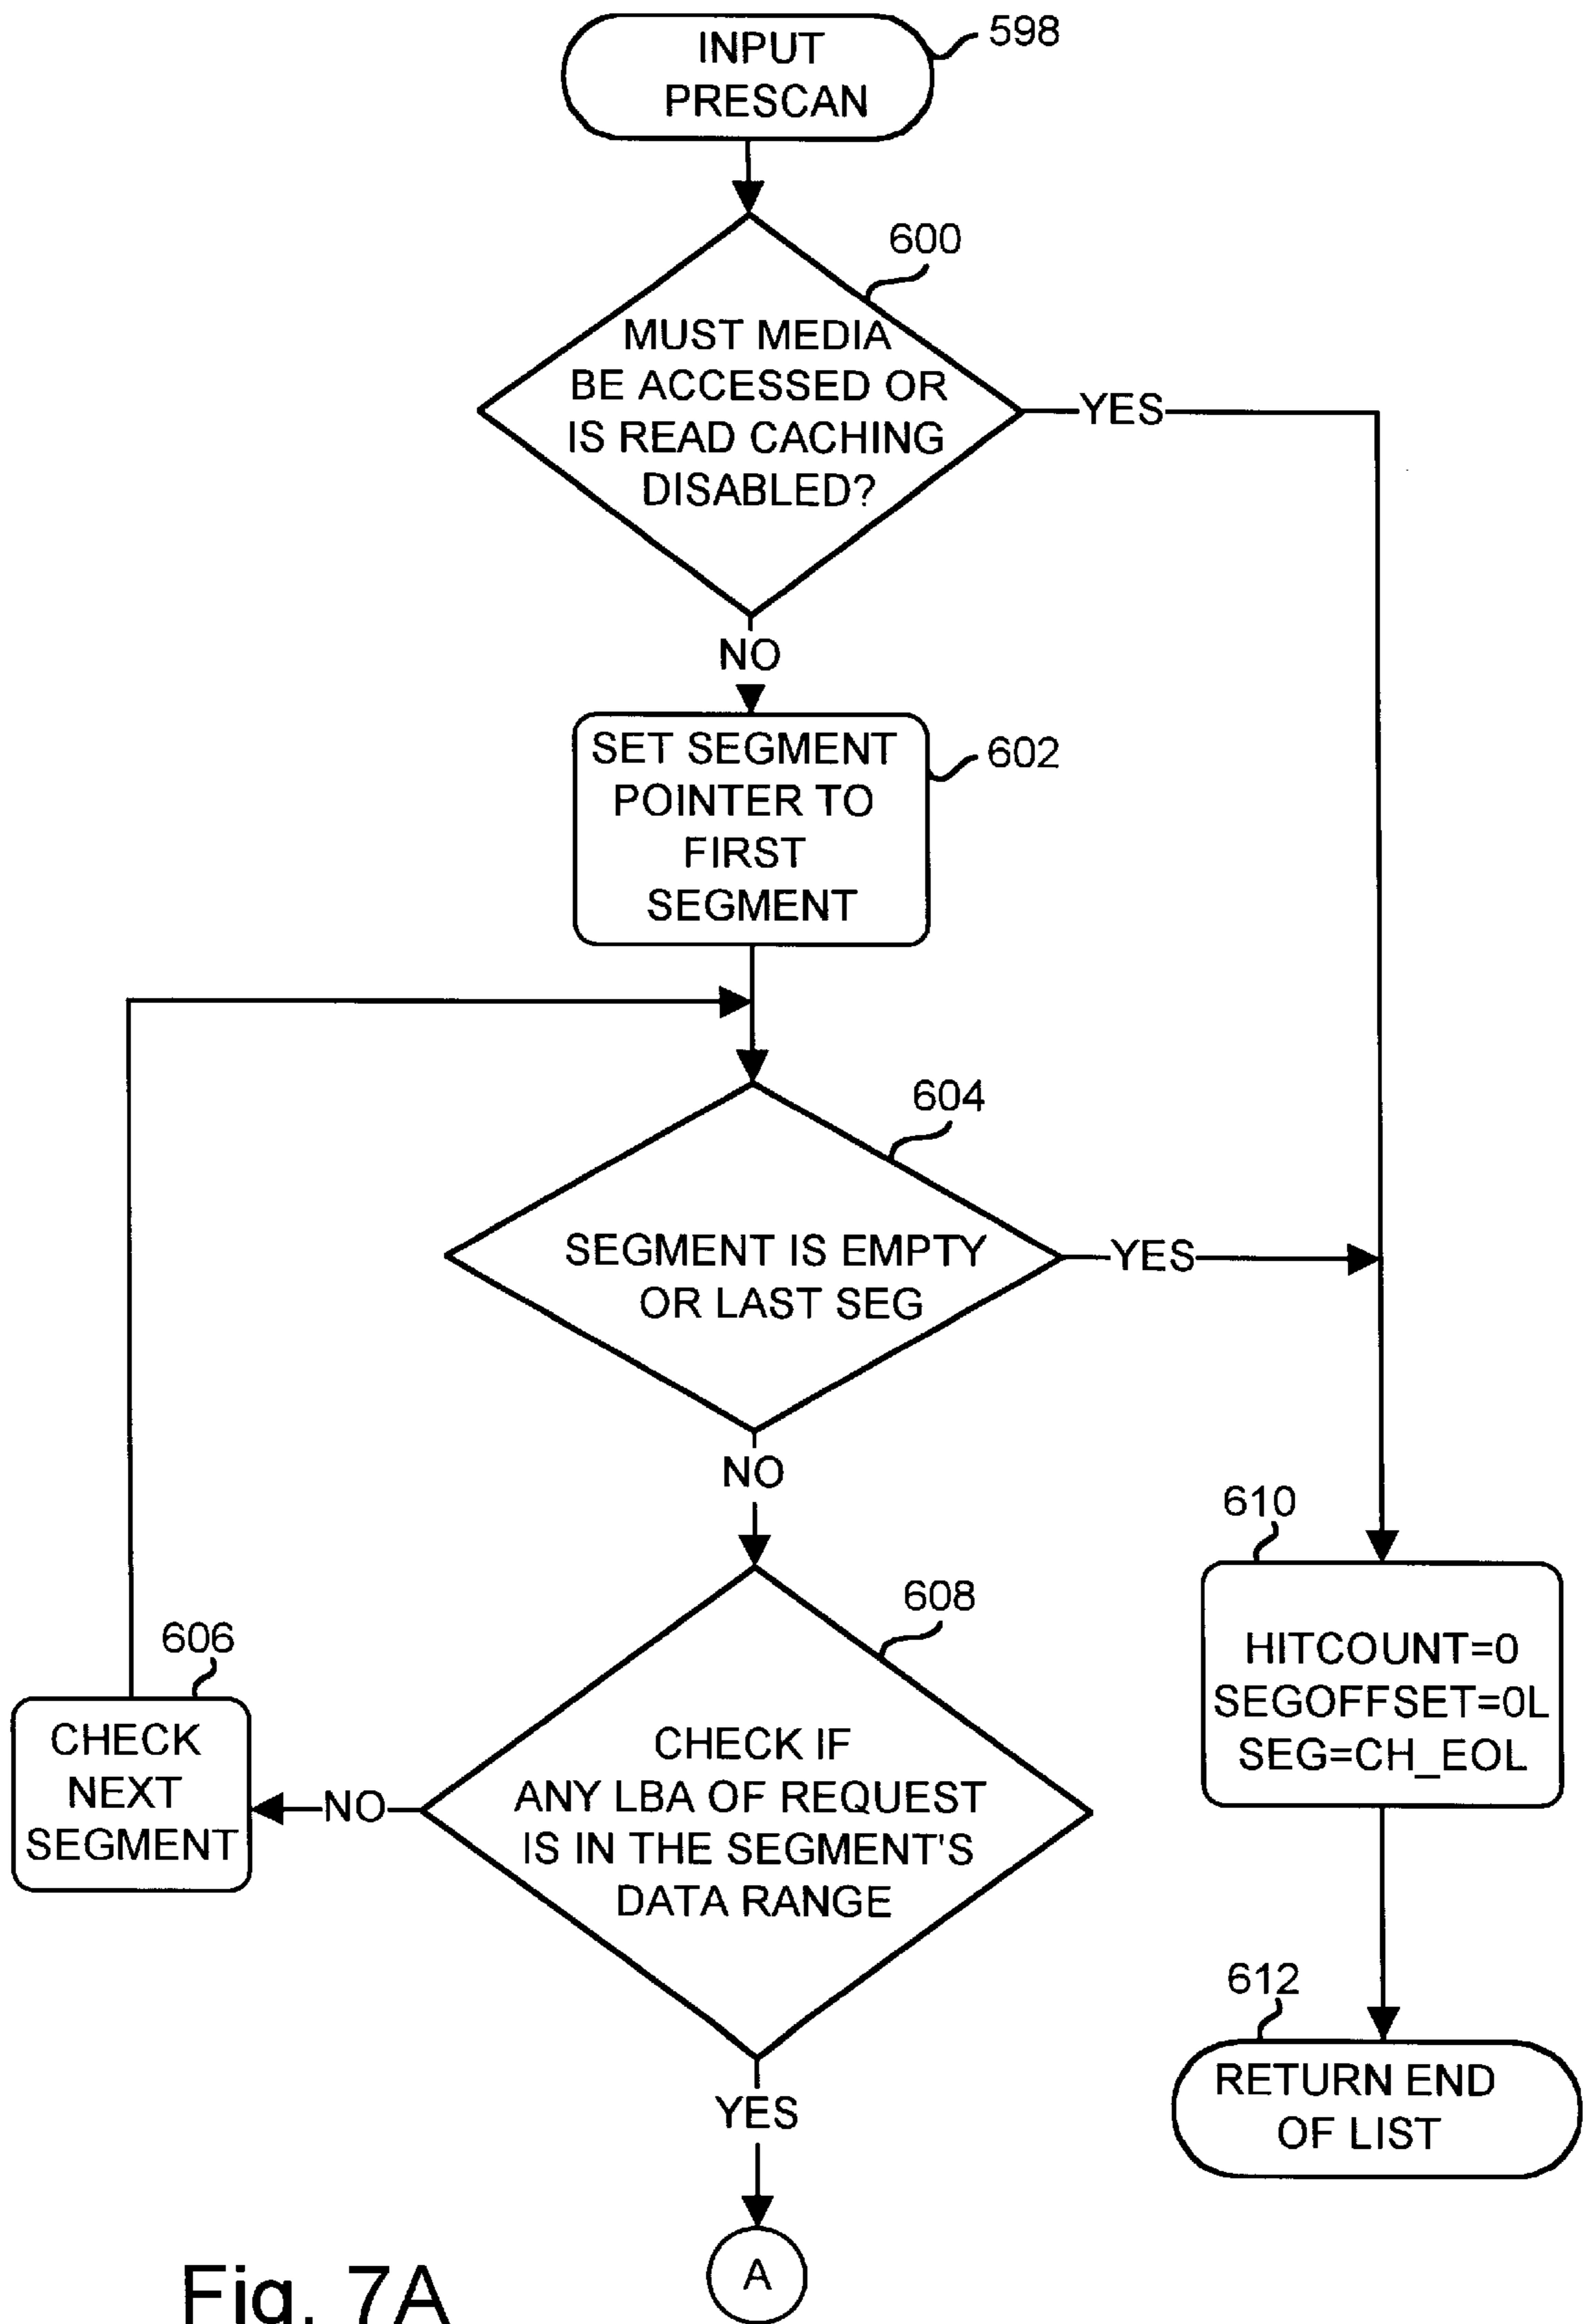 INPUT
PRESCAN
598
600
MUST MEDIA
BE ACCESSED OR
IS READ CACHING
DISABLED?
YES
NO
SET SEGMENT
POINTER TO
FIRST
SEGMENT
602
604
SEGMENT IS EMPTY
OR LAST SEG
YES
NO
606
CHECK
NEXT
SEGMENT
NO
608
CHECK IF
ANY LBA OF REQUEST
IS IN THE SEGMENT'S
DATA RANGE
YES
A
610
HITCOUNT=0
SEGOFFSET=0L
SEG=CH_EOL
612
RETURN END
OF LIST
Fig. 7A